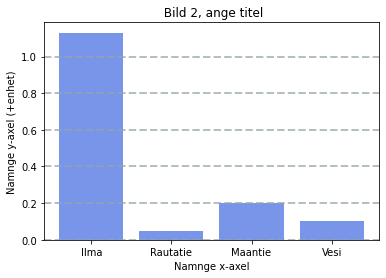 Bild 2, ange titel
Namnge y-axel (+enhet)
1.0
0.8
0.6
0.4
0.2
0.0
Ilma Rautatie Maantie Vesi
Namnge x-axel